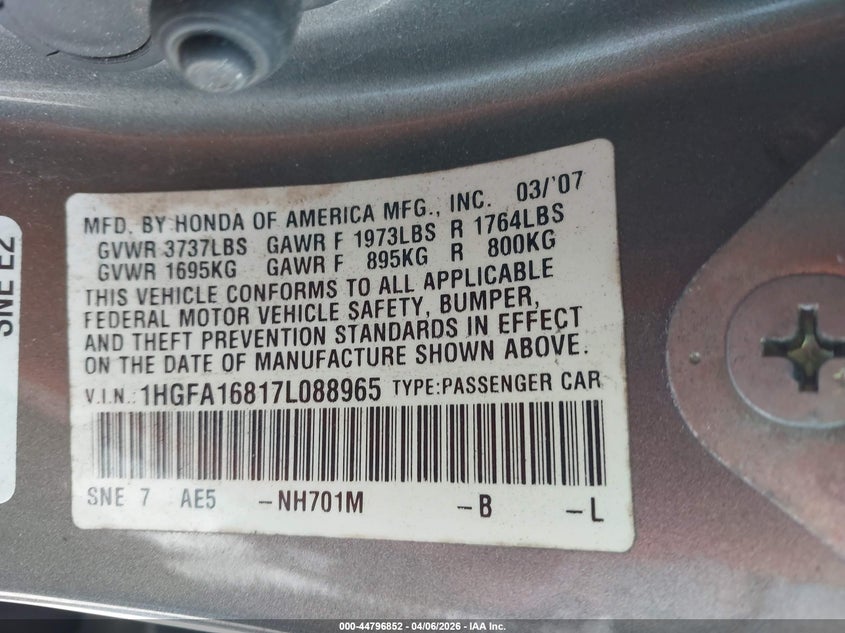 MFD. BY HONDA OF AMERICA MFG., INC. 03/'07
GVWR 3737LBS GAWR F 1973LBS R 1764LBS
GVWR 1695KG GAWR F 895KG R 800KG
THIS VEHICLE CONFORMS TO ALL APPLICABLE
FEDERAL MOTOR VEHICLE SAFETY, BUMPER,
AND THEFT PREVENTION STANDARDS IN EFFECT
ON THE DATE OF MANUFACTURE SHOWN ABOVE.
V.I.N.: 1HGFA16817L088965 TYPE:PASSENGER CAR
SNE 7 AE5 -NH701M -B -L
SNE E2
000-44796852 | 04/06/2026 - IAA Inc.